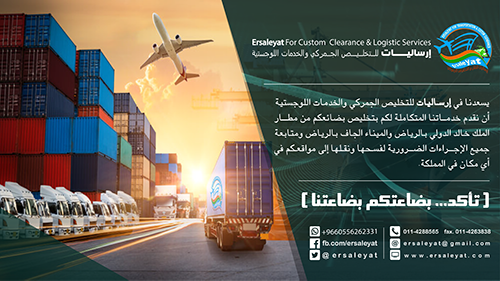 Ersaleyat For Custom Clearance & Logistic Services
إرساليات للتخليص الجمركي والخدمات اللوجستية
ersaleyat
يسعدنا في إرساليات للتخليص الجمركي والخدمات اللوجستية
أن نقدم خدماتنا المتكاملة لكم بتخليص بضائعكم من مطار
الملك خالد الدولي بالرياض والميناء الجاف بالرياض ومتابعة
جميع الإجراءات الضرورية لفسحها ونقلها إلى مواقعكم في
أي مكان في المملكة.
[ تأكد... بضاعتكم بضاعتنا ]
+9660556262331
011-4288565 fax. 011-4263838
fb.com/ersaleyat
ersaleyat@gmail.com
@ersaleyat
www.ersaleyat.com